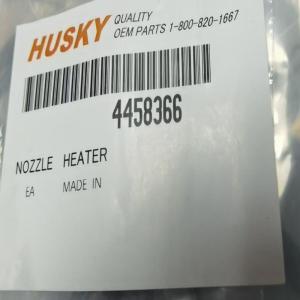 HUSKY QUALITY
OEM PARTS 1-800-820-1667
4458366
NOZZLE HEATER
EA MADE IN